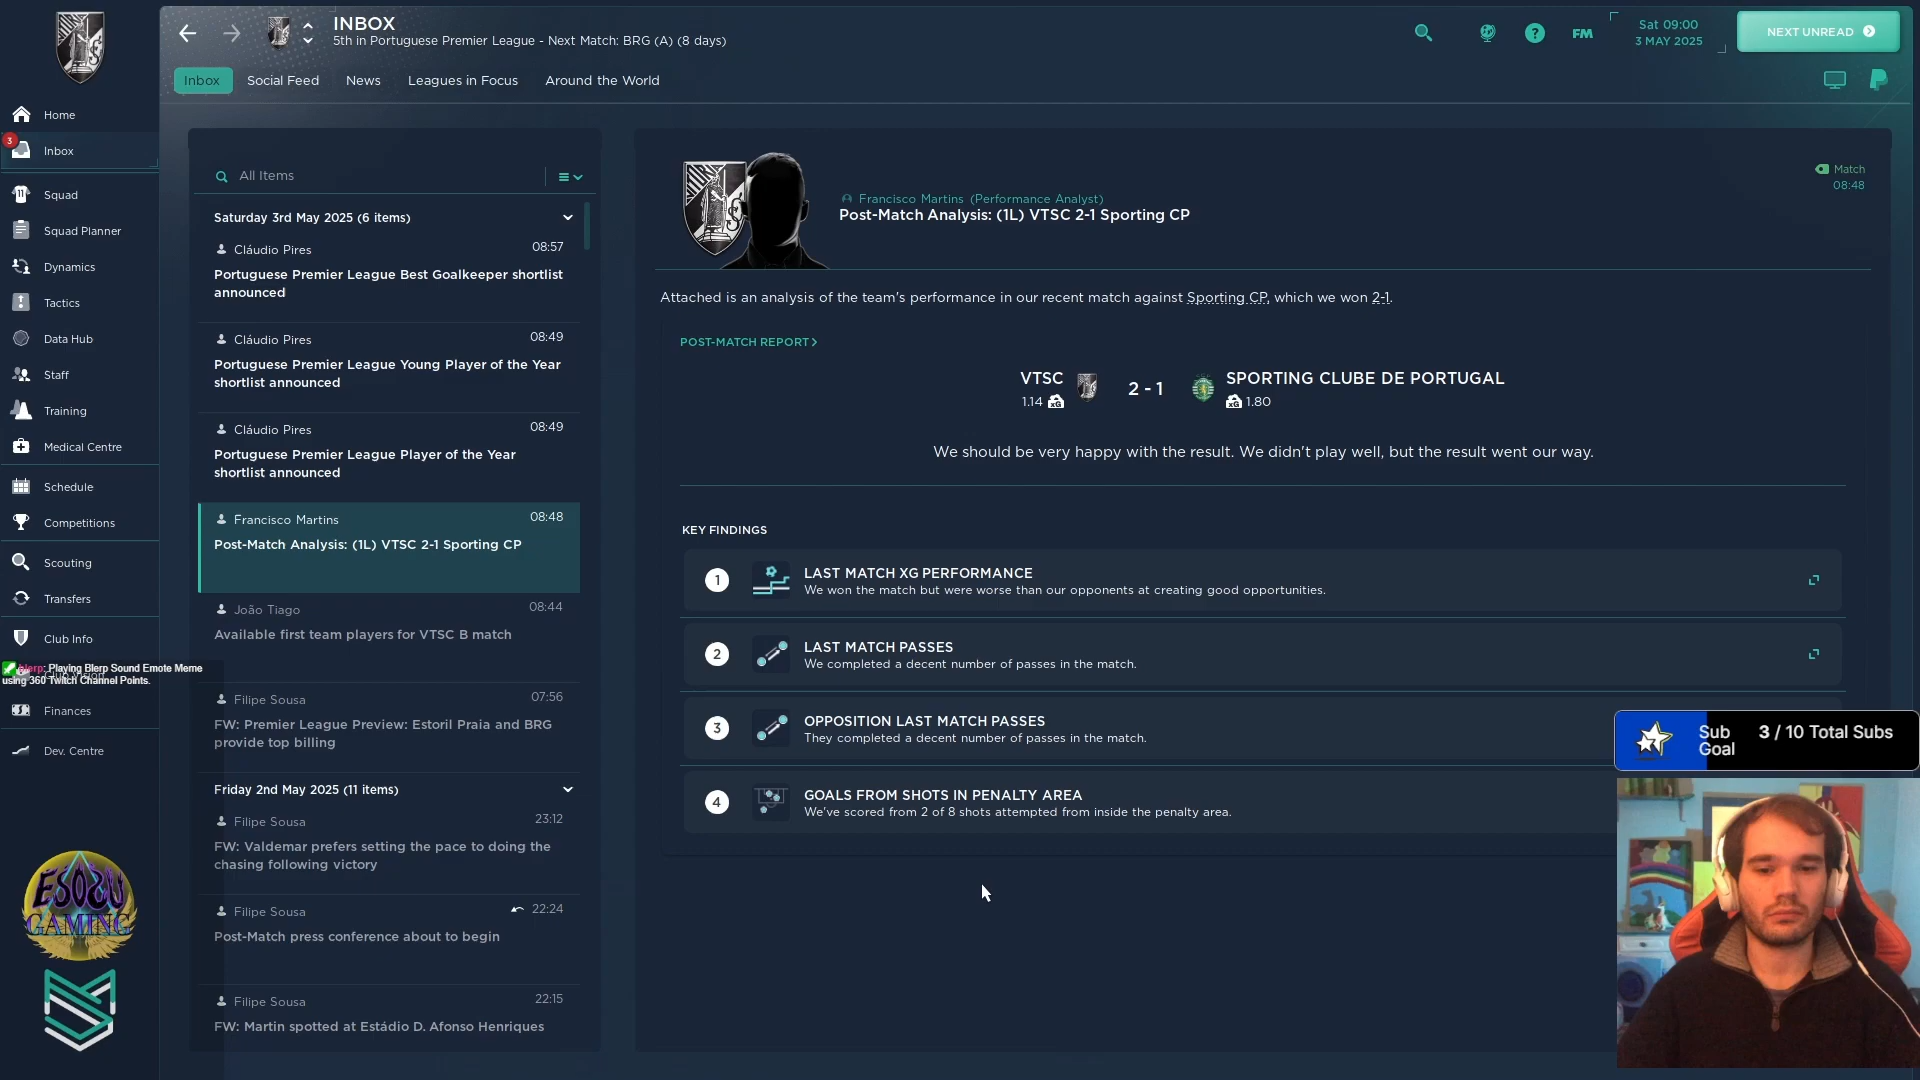 INBOX
5th in Portuguese Premier League - Next Match: BRG (A) (8 days)
FM
Sat 09:00
3 MAY 2025
NEXT UNREAD
Inbox
Social Feed
News
Leagues in Focus
Around the World
Home
3
Inbox
Squad
Squad Planner
Dynamics
Tactics
Data Hub
Staff
Training
Medical Centre
Schedule
Competitions
Scouting
Transfers
Club Info
blerp: Playing Blerp Sound Emote Meme
using 360 Twitch Channel Points.
Finances
Dev. Centre
ESOZU
GAMING
All Items
Saturday 3rd May 2025 (6 items)
Cláudio Pires
08:57
Portuguese Premier League Best Goalkeeper shortlist
announced
Cláudio Pires
08:49
Portuguese Premier League Young Player of the Year
shortlist announced
Cláudio Pires
08:49
Portuguese Premier League Player of the Year
shortlist announced
Francisco Martins
08:48
Post-Match Analysis: (1L) VTSC 2-1 Sporting CP
João Tiago
08:44
Available first team players for VTSC B match
Filipe Sousa
07:56
FW: Premier League Preview: Estoril Praia and BRG
provide top billing
Friday 2nd May 2025 (11 items)
Filipe Sousa
23:12
FW: Valdemar prefers setting the pace to doing the
chasing following victory
Filipe Sousa
22:24
Post-Match press conference about to begin
Filipe Sousa
22:15
FW: Martin spotted at Estádio D. Afonso Henriques
Match
08:48
Francisco Martins (Performance Analyst)
Post-Match Analysis: (1L) VTSC 2-1 Sporting CP
Attached is an analysis of the team's performance in our recent match against Sporting CP, which we won 2-1.
POST-MATCH REPORT
VTSC
2 - 1
SPORTING CLUBE DE PORTUGAL
1.14 xG
xG 1.80
We should be very happy with the result. We didn't play well, but the result went our way.
KEY FINDINGS
1
LAST MATCH XG PERFORMANCE
We won the match but were worse than our opponents at creating good opportunities.
2
LAST MATCH PASSES
We completed a decent number of passes in the match.
3
OPPOSITION LAST MATCH PASSES
They completed a decent number of passes in the match.
4
GOALS FROM SHOTS IN PENALTY AREA
We've scored from 2 of 8 shots attempted from inside the penalty area.
Sub
Goal
3 / 10 Total Subs